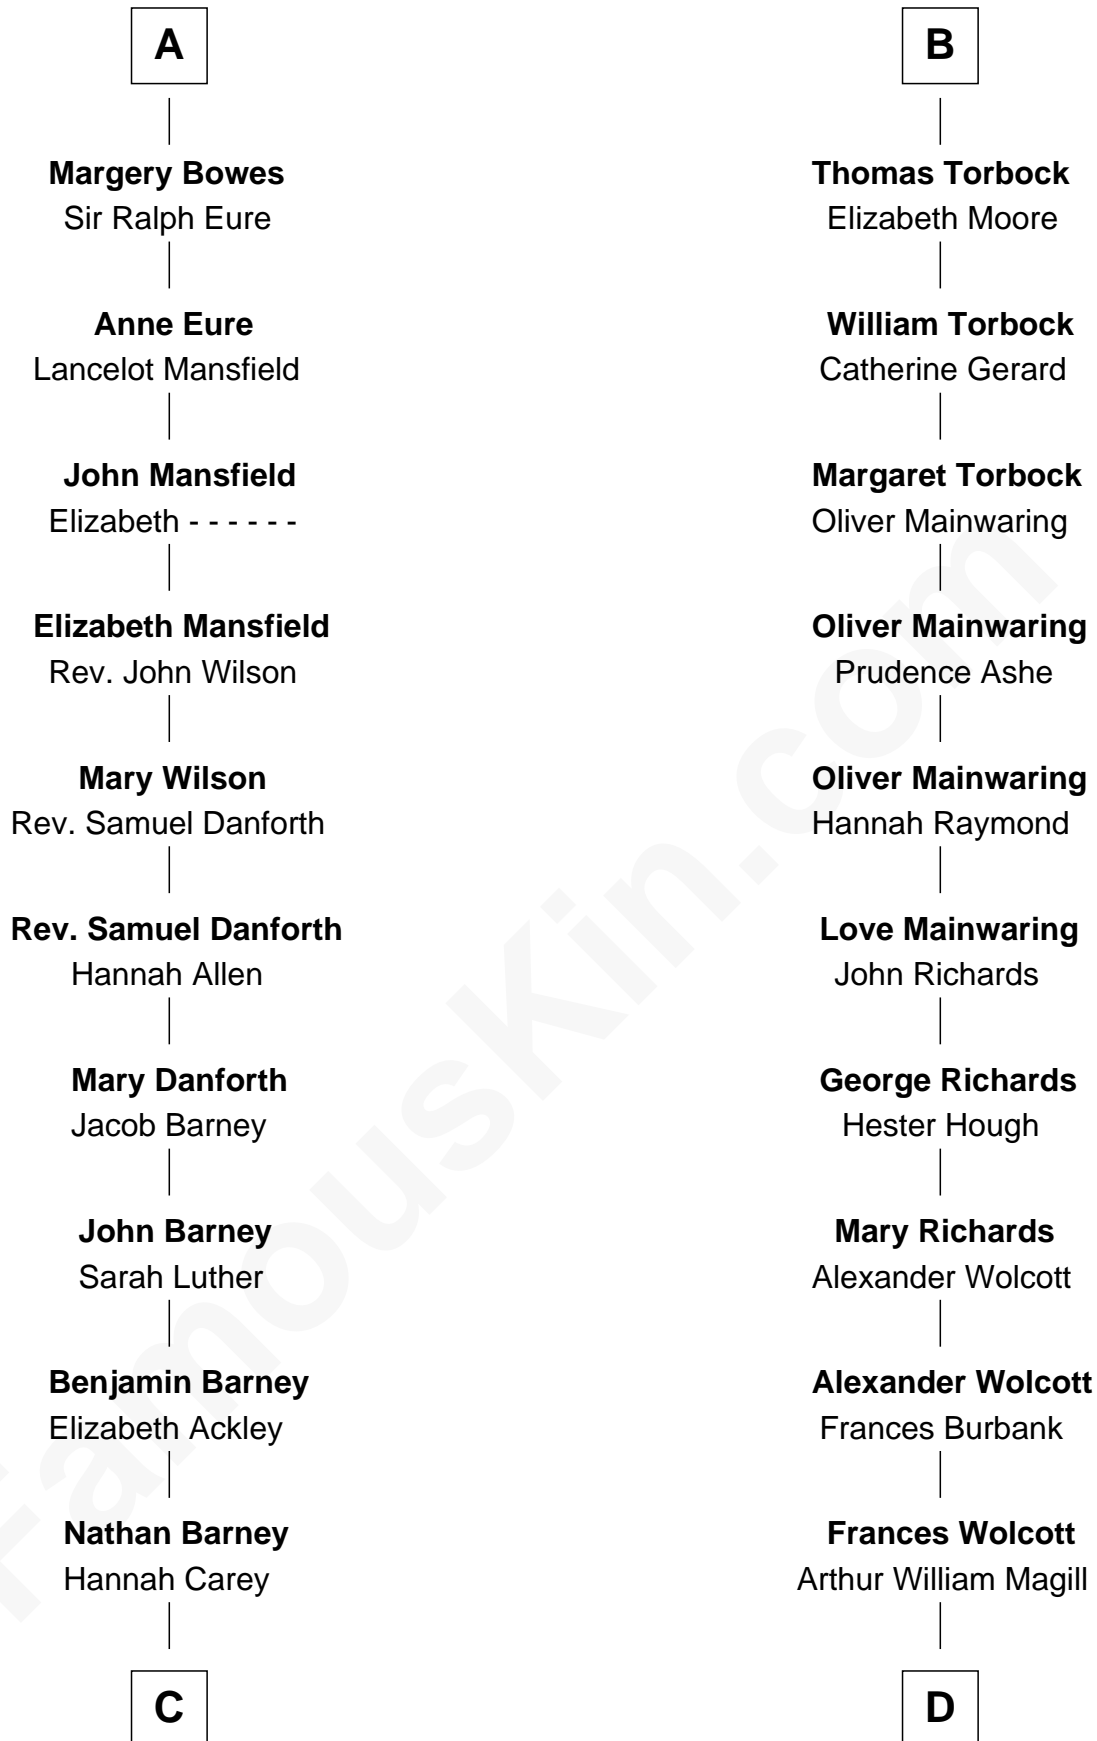 A
Margery Bowes
Sir Ralph Eure
Anne Eure
Lancelot Mansfield
John Mansfield
Elizabeth - - - - - -
Elizabeth Mansfield
Rev. John Wilson
Mary Wilson
Rev. Samuel Danforth
Rev. Samuel Danforth
Hannah Allen
Mary Danforth
Jacob Barney
John Barney
Sarah Luther
Benjamin Barney
Elizabeth Ackley
Nathan Barney
Hannah Carey
C
B
Thomas Torbock
Elizabeth Moore
William Torbock
Catherine Gerard
Margaret Torbock
Oliver Mainwaring
Oliver Mainwaring
Prudence Ashe
Oliver Mainwaring
Hannah Raymond
Love Mainwaring
John Richards
George Richards
Hester Hough
Mary Richards
Alexander Wolcott
Alexander Wolcott
Frances Burbank
Frances Wolcott
Arthur William Magill
D
FamousKin.com